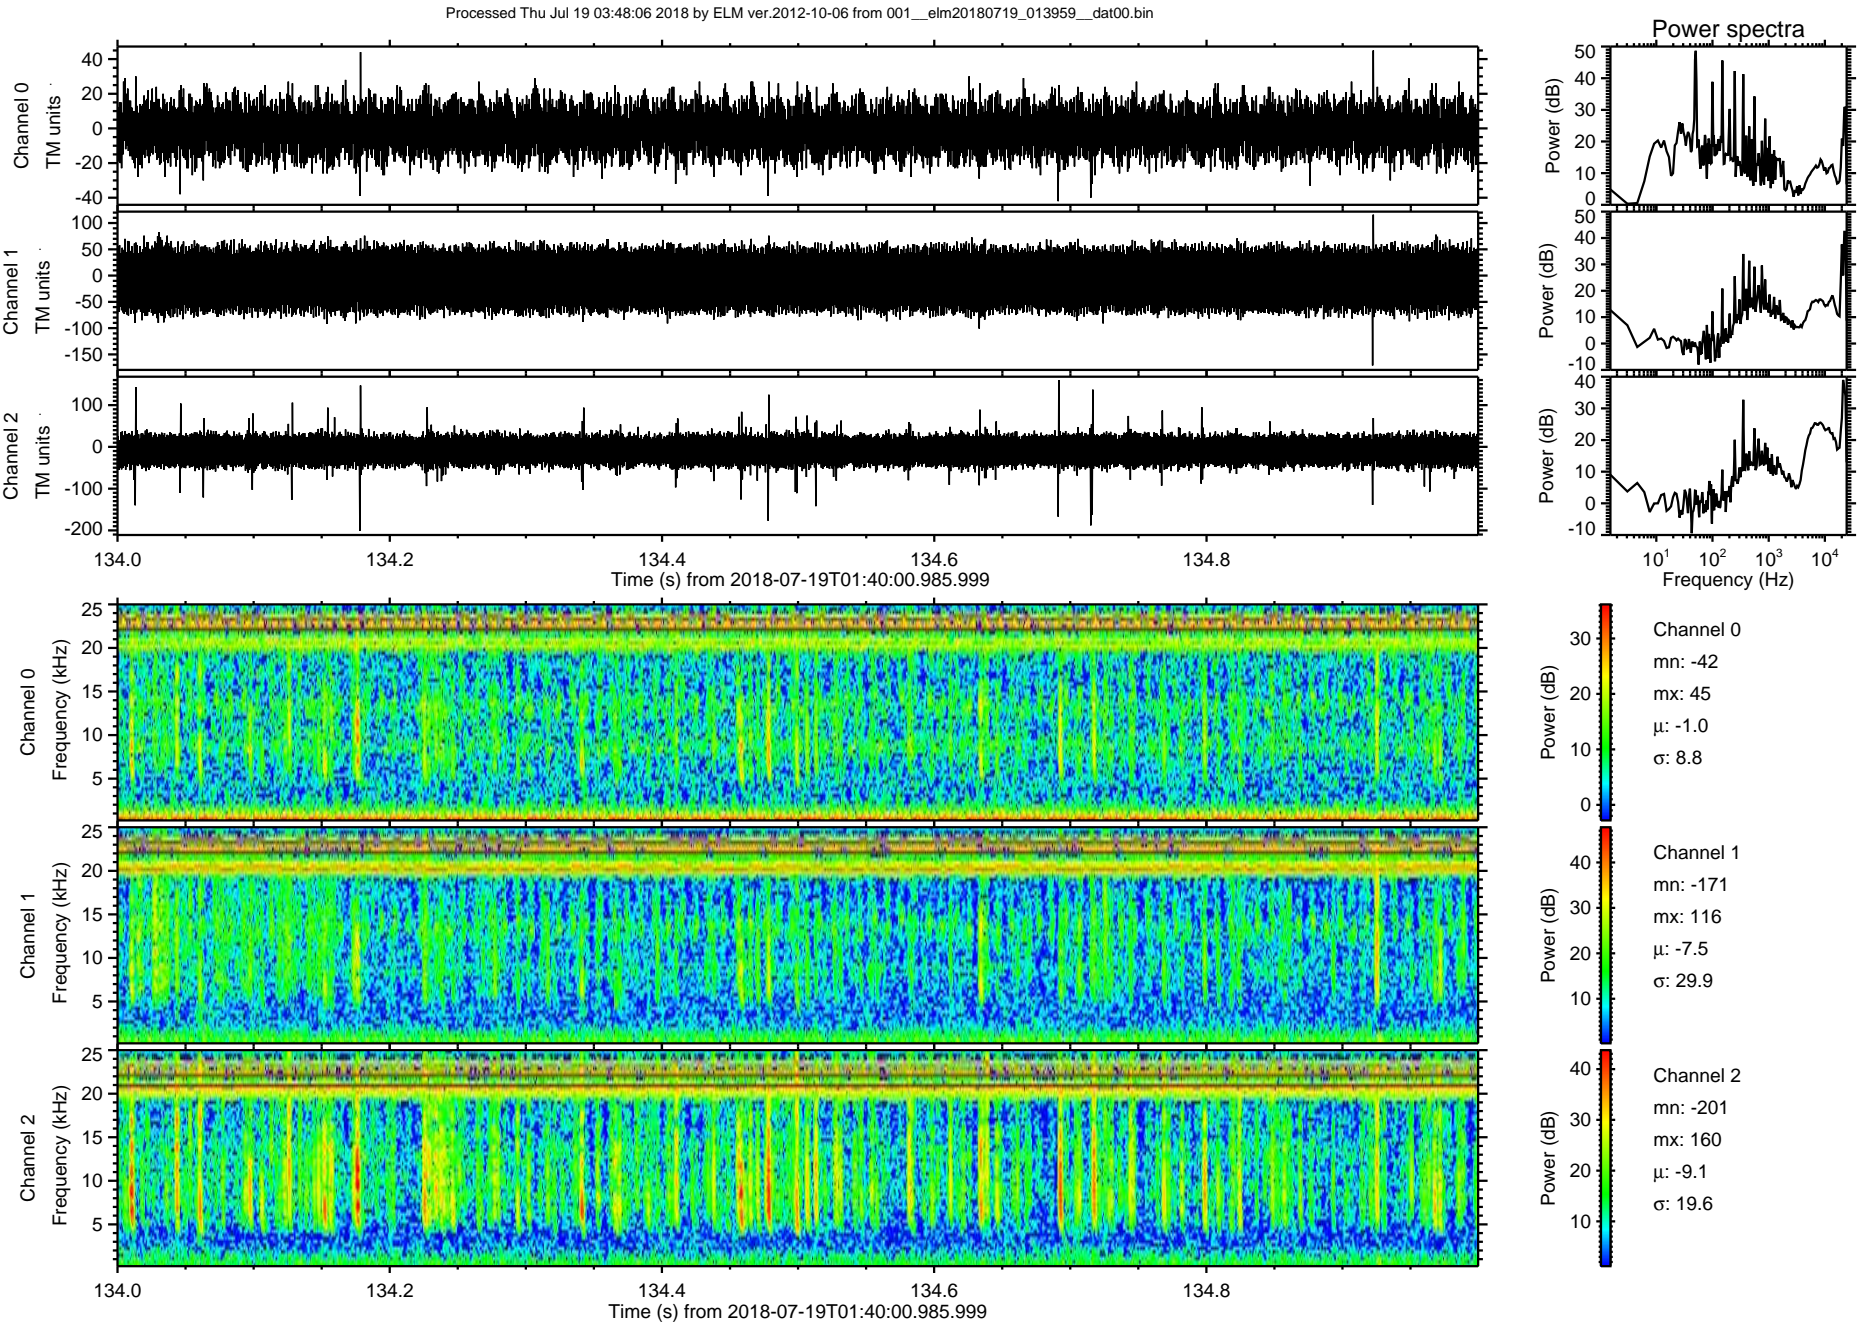 Processed Thu Jul 19 03:48:06 2018 by ELM ver.2012-10-06 from 001__elm20180719_013959__dat00.bin
Power spectra
Channel 0
TM units
40
20
0
-20
-40
Power (dB)
50
40
30
20
10
0
Channel 1
TM units
100
50
0
-50
-100
-150
Power (dB)
50
40
30
20
10
0
-10
Channel 2
TM units
100
0
-100
-200
Power (dB)
40
30
20
10
0
-10
134.0 134.2 134.4 134.6 134.8
Time (s) from 2018-07-19T01:40:00.985.999
10¹ 10² 10³ 10⁴
Frequency (Hz)
Channel 0
Frequency (kHz)
25
20
15
10
5
Power (dB)
30
20
10
0
Channel 0
mn: -42
mx: 45
μ: -1.0
σ: 8.8
Channel 1
Frequency (kHz)
25
20
15
10
5
Power (dB)
40
30
20
10
Channel 1
mn: -171
mx: 116
μ: -7.5
σ: 29.9
Channel 2
Frequency (kHz)
25
20
15
10
5
Power (dB)
40
30
20
10
Channel 2
mn: -201
mx: 160
μ: -9.1
σ: 19.6
134.0 134.2 134.4 134.6 134.8
Time (s) from 2018-07-19T01:40:00.985.999